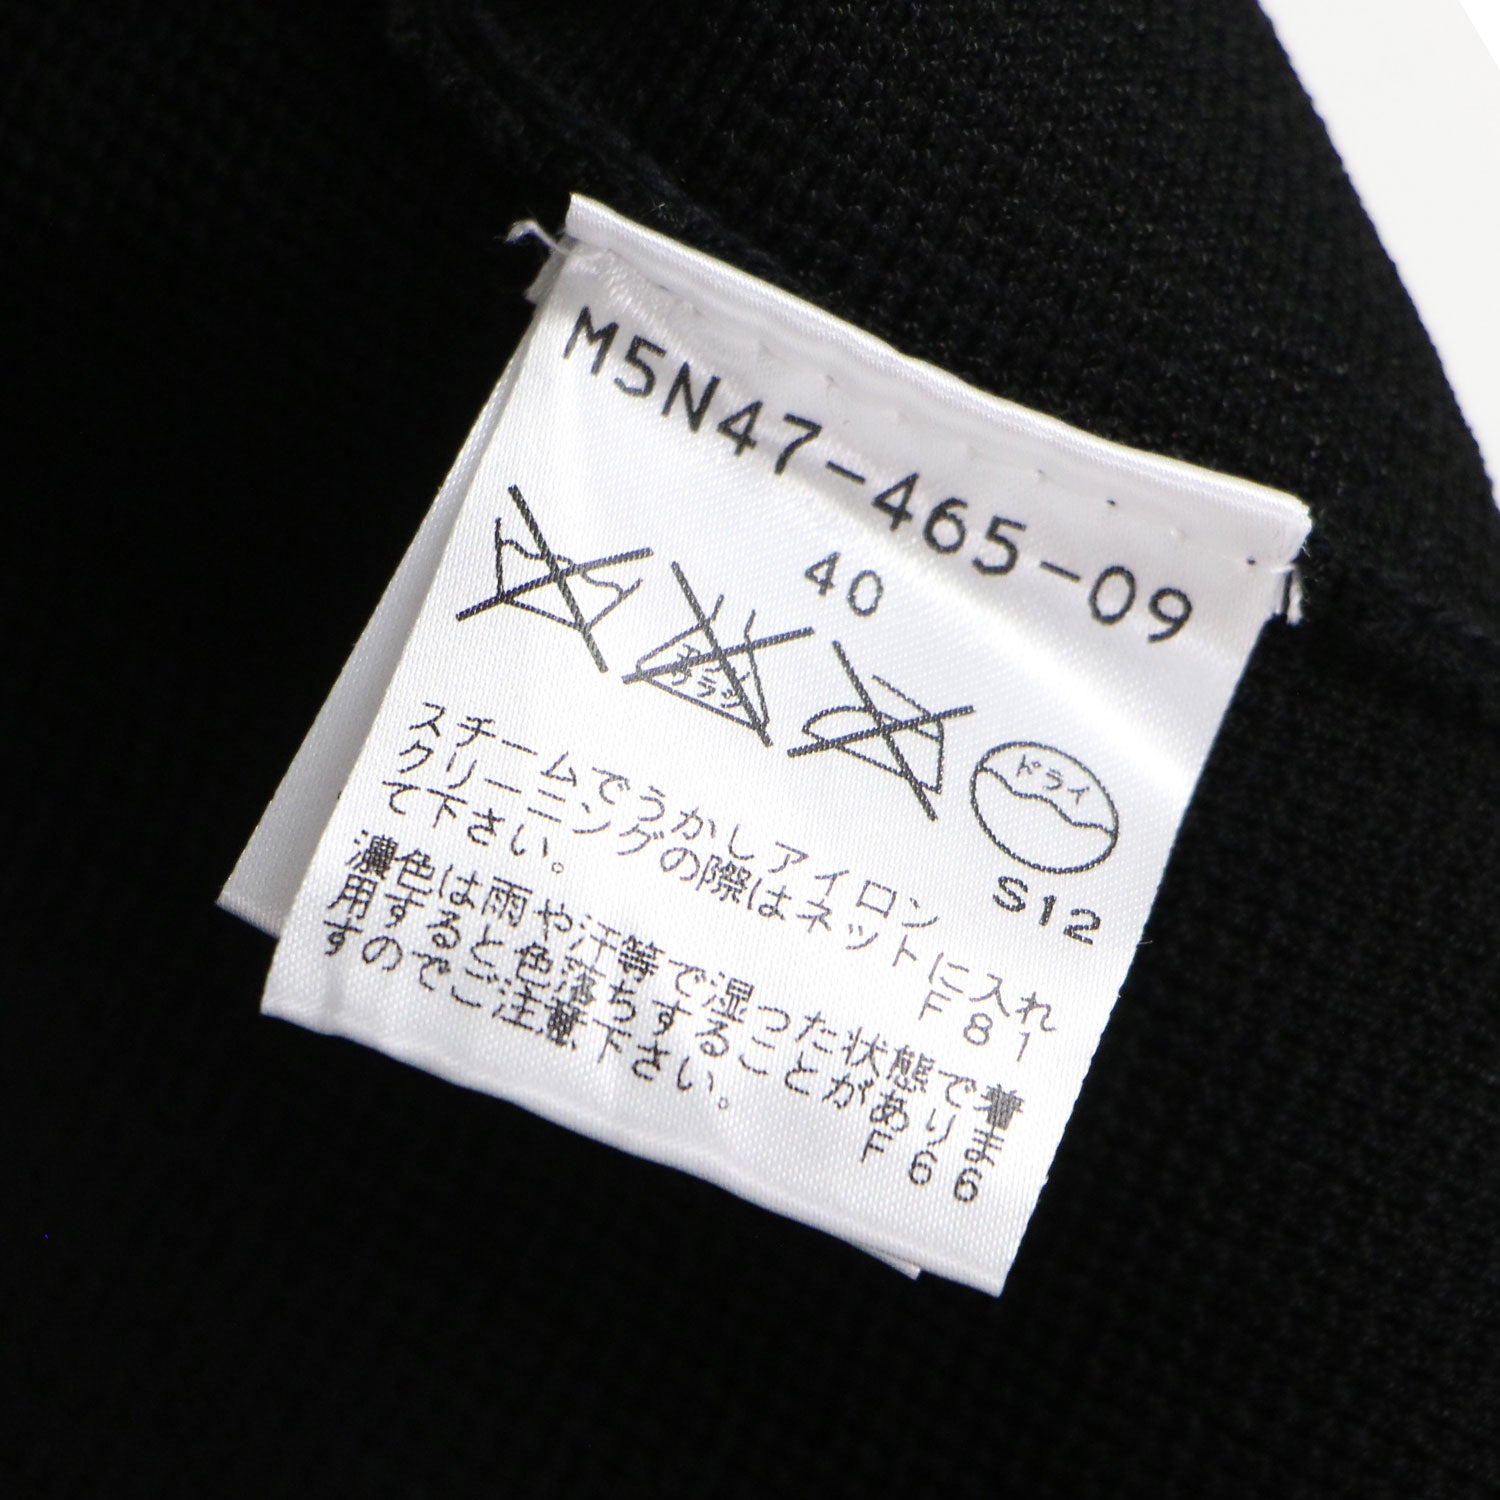 M5N47-465-09
40
エンソ
サラシ
ドライ
S12
スチームでうかしアイロン
クリーニングの際はネットに入れ
て下さい。 F81
濃色は雨や汗等で湿った状態で着
用すると色落ちすることがありま
すのでご注意下さい。 F66